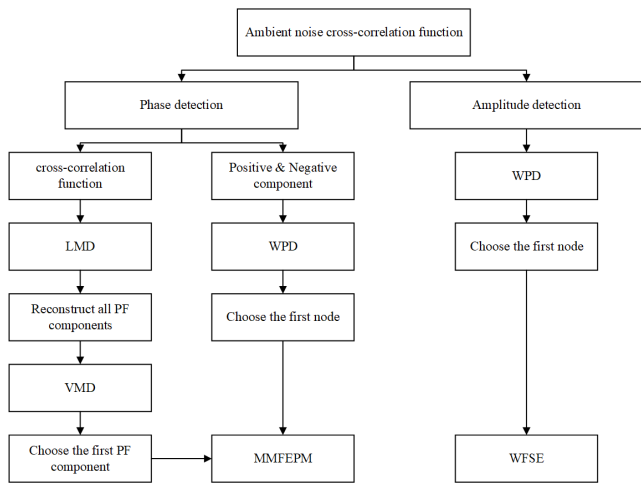 Ambient noise cross-correlation function
Phase detection
Amplitude detection
cross-correlation
function
Positive & Negative
component
WPD
LMD
WPD
Choose the first node
Reconstruct all PF
components
Choose the first node
VMD
Choose the first PF
component
MMFEPM
WFSE